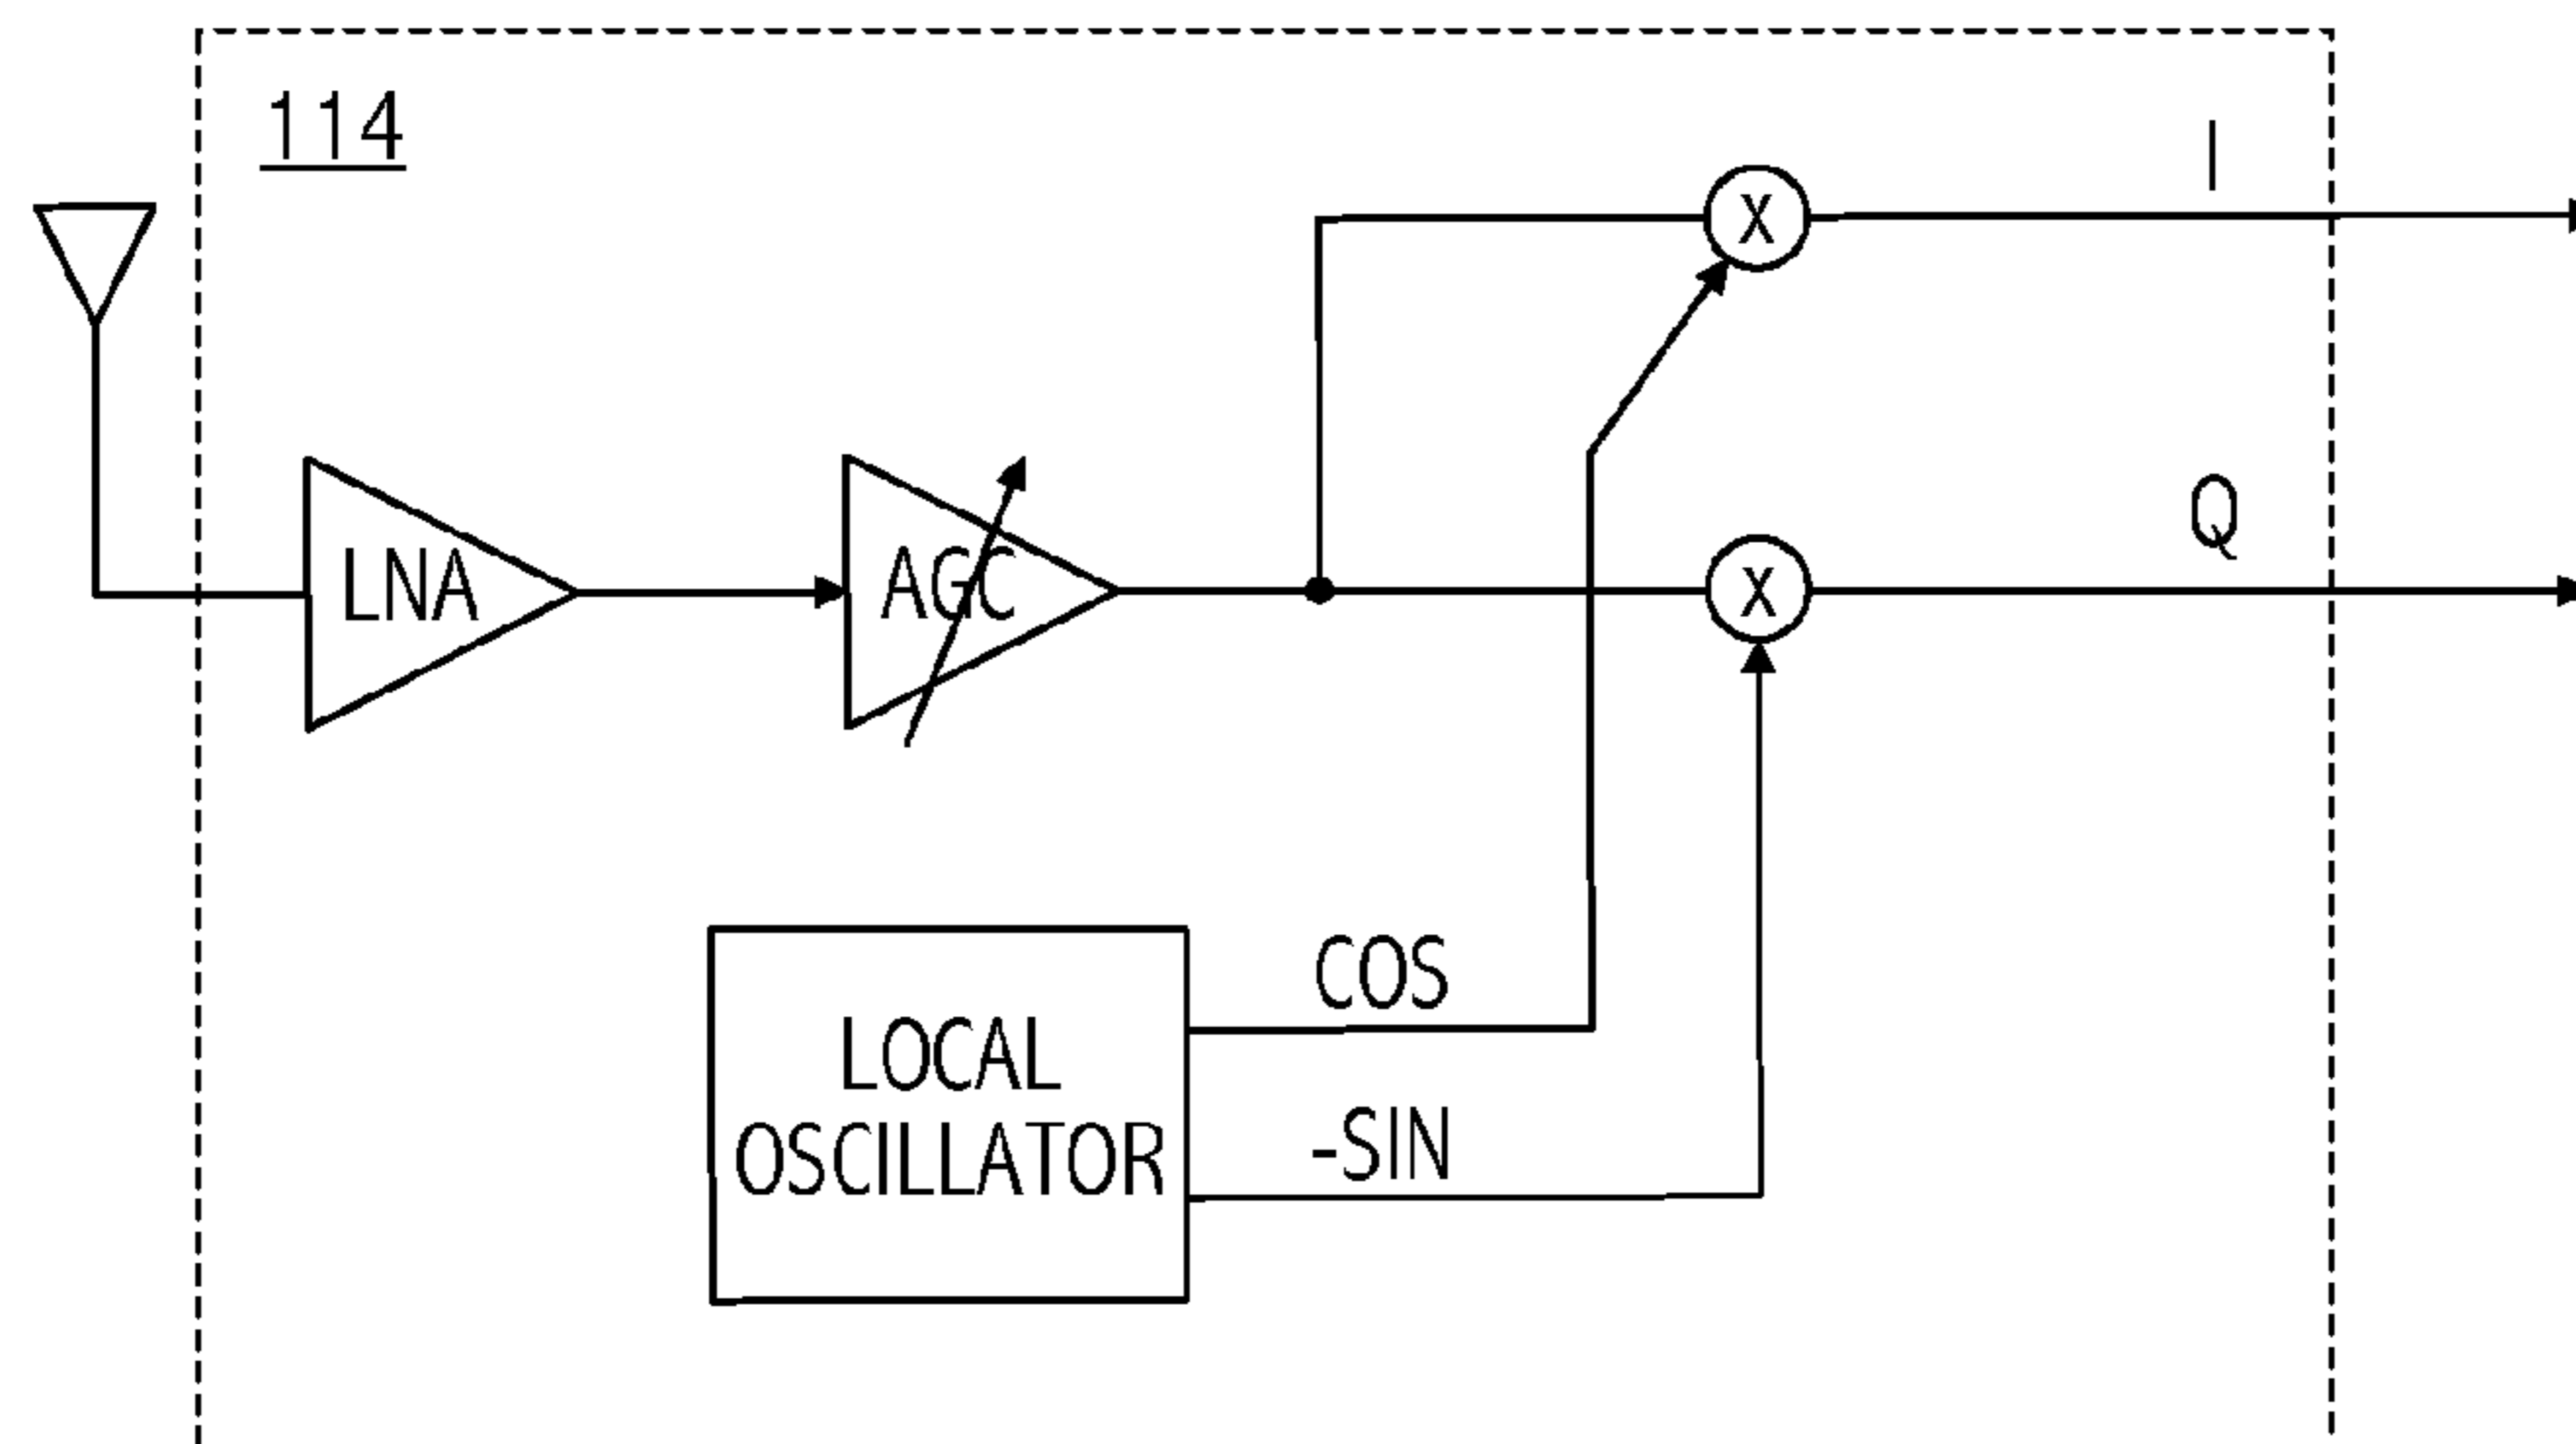 114
I
X
Q
LNA
AGC
X
COS
LOCAL
OSCILLATOR
-SIN